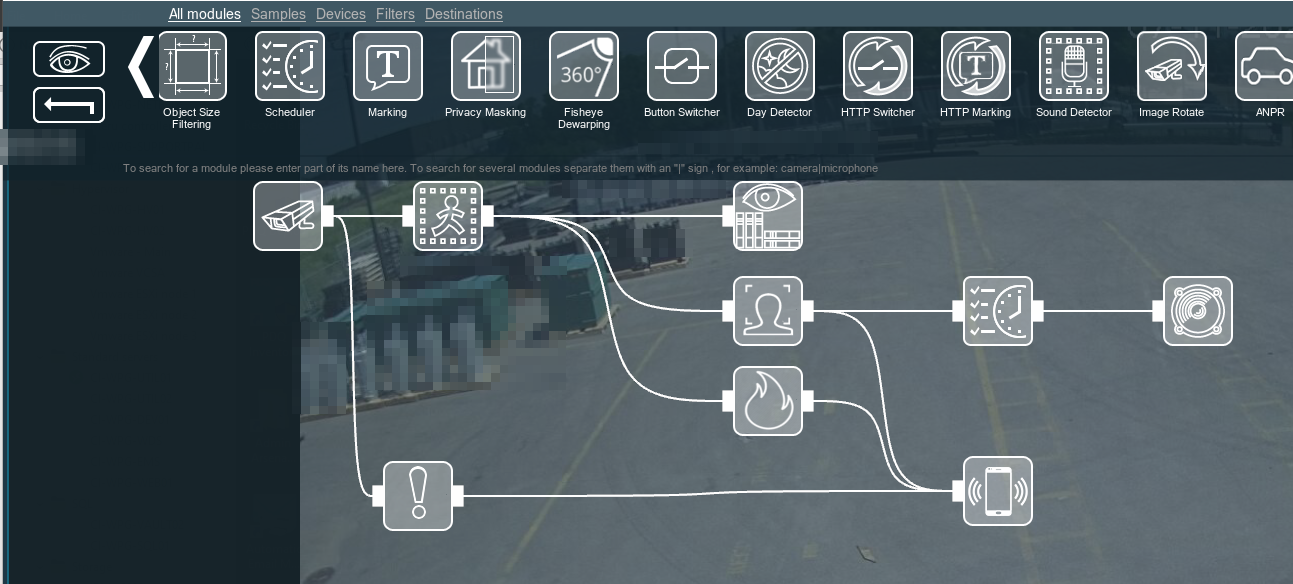 All modules Samples Devices Filters Destinations
? ? T 360° T
Object Size Filtering
Scheduler
Marking
Privacy Masking
Fisheye Dewarping
Button Switcher
Day Detector
HTTP Switcher
HTTP Marking
Sound Detector
Image Rotate
ANPR
To search for a module please enter part of its name here. To search for several modules separate them with an "|" sign , for example: camera|microphone